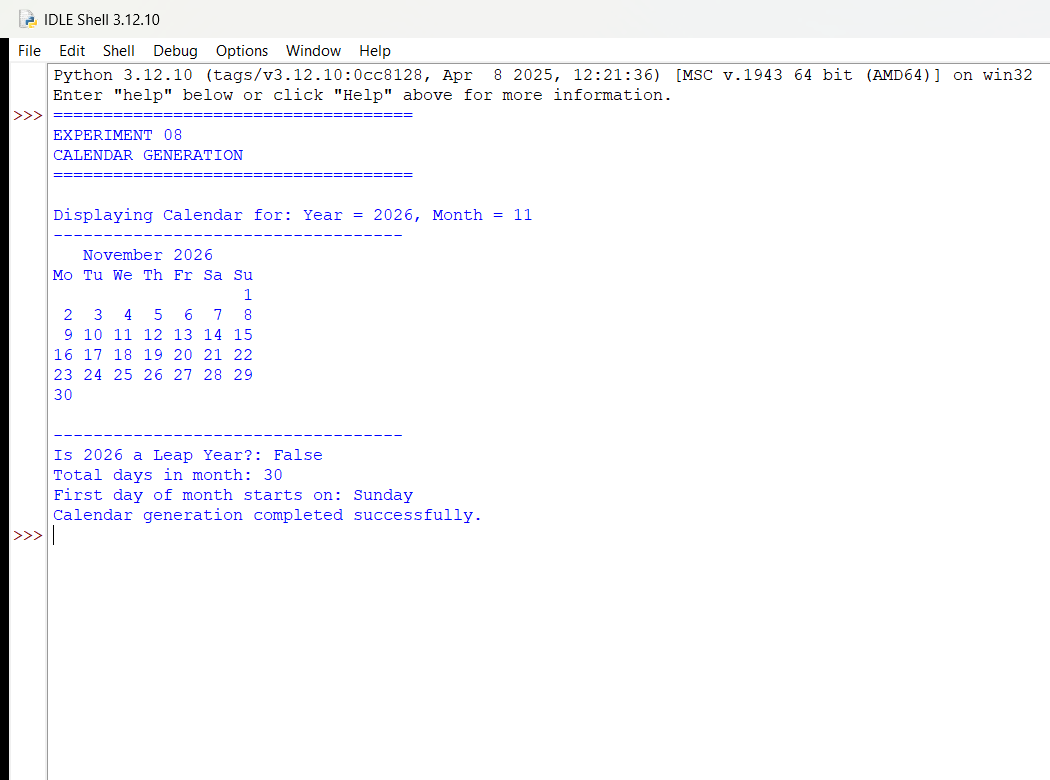 IDLE Shell 3.12.10
File Edit Shell Debug Options Window Help
Python 3.12.10 (tags/v3.12.10:0cc8128, Apr  8 2025, 12:21:36) [MSC v.1943 64 bit (AMD64)] on win32
Enter "help" below or click "Help" above for more information.
>>> ====================================
EXPERIMENT 08
CALENDAR GENERATION
====================================

Displaying Calendar for: Year = 2026, Month = 11
-----------------------------------
   November 2026
Mo Tu We Th Fr Sa Su
                   1
 2  3  4  5  6  7  8
 9 10 11 12 13 14 15
16 17 18 19 20 21 22
23 24 25 26 27 28 29
30

-----------------------------------
Is 2026 a Leap Year?: False
Total days in month: 30
First day of month starts on: Sunday
Calendar generation completed successfully.
>>>